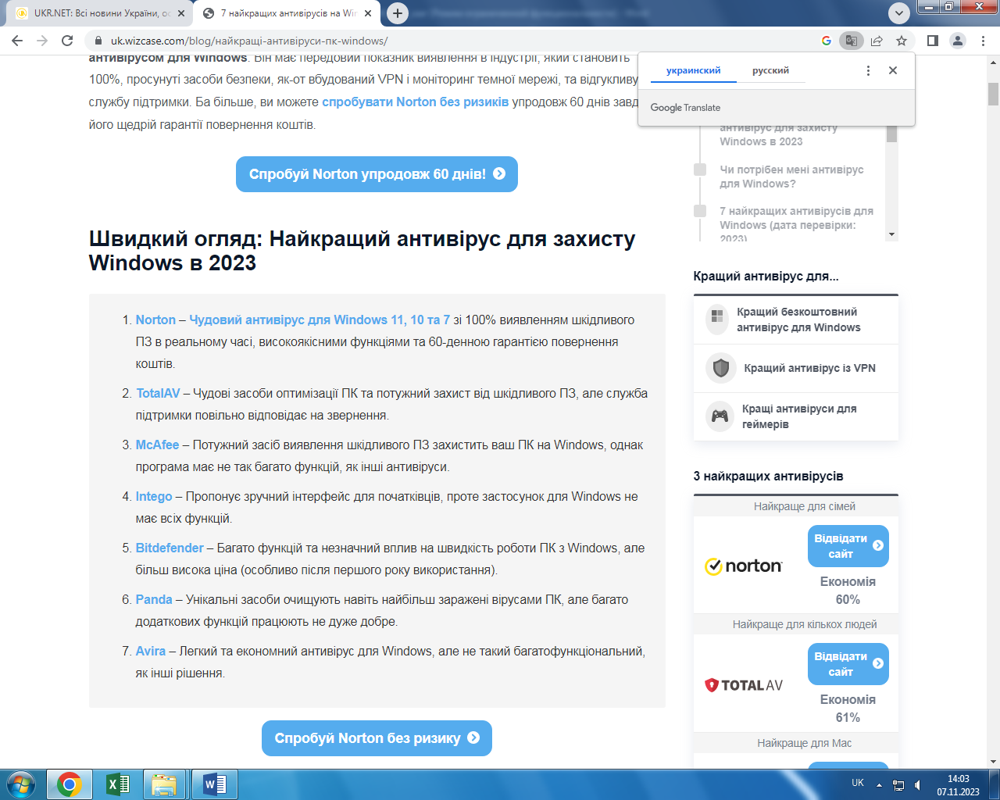 UKR.NET: Всі новини України, ос
7 найкращих антивірусів на Wir
uk.wizcase.com/blog/найкращі-антивіруси-пк-windows/
украинский
русский
Google Translate
антивірусом для Windows. Він має передовий показник виявлення в індустрії, який становить
100%, просунуті засоби безпеки, як-от вбудований VPN і моніторинг темної мережі, та відгукливу
службу підтримки. Ба більше, ви можете спробувати Norton без ризиків упродовж 60 днів завд
його щедрій гарантії повернення коштів.
Спробуй Norton упродовж 60 днів!
Швидкий огляд: Найкращий антивірус для захисту
Windows в 2023
1. Norton – Чудовий антивірус для Windows 11, 10 та 7 зі 100% виявленням шкідливого
ПЗ в реальному часі, високоякісними функціями та 60-денною гарантією повернення
коштів.
2. TotalAV – Чудові засоби оптимізації ПК та потужний захист від шкідливого ПЗ, але служба
підтримки повільно відповідає на звернення.
3. McAfee – Потужний засіб виявлення шкідливого ПЗ захистить ваш ПК на Windows, однак
програма має не так багато функцій, як інші антивіруси.
4. Intego – Пропонує зручний інтерфейс для початківців, проте застосунок для Windows не
має всіх функцій.
5. Bitdefender – Багато функцій та незначний вплив на швидкість роботи ПК з Windows, але
більш висока ціна (особливо після першого року використання).
6. Panda – Унікальні засоби очищують навіть найбільш заражені вірусами ПК, але багато
додаткових функцій працюють не дуже добре.
7. Avira – Легкий та економний антивірус для Windows, але не такий багатофункціональний,
як інші рішення.
Спробуй Norton без ризику
антивірус для захисту
Windows в 2023
Чи потрібен мені антивірус
для Windows?
7 найкращих антивірусів для
Windows (дата перевірки:
2023)
Кращий антивірус для...
Кращий безкоштовний
антивірус для Windows
Кращий антивірус із VPN
Кращі антивіруси для
геймерів
3 найкращих антивірусів
Найкраще для сімей
norton
Відвідати
сайт
Економія
60%
Найкраще для кількох людей
TOTAL AV
Відвідати
сайт
Економія
61%
Найкраще для Mac
UK
14:03
07.11.2023